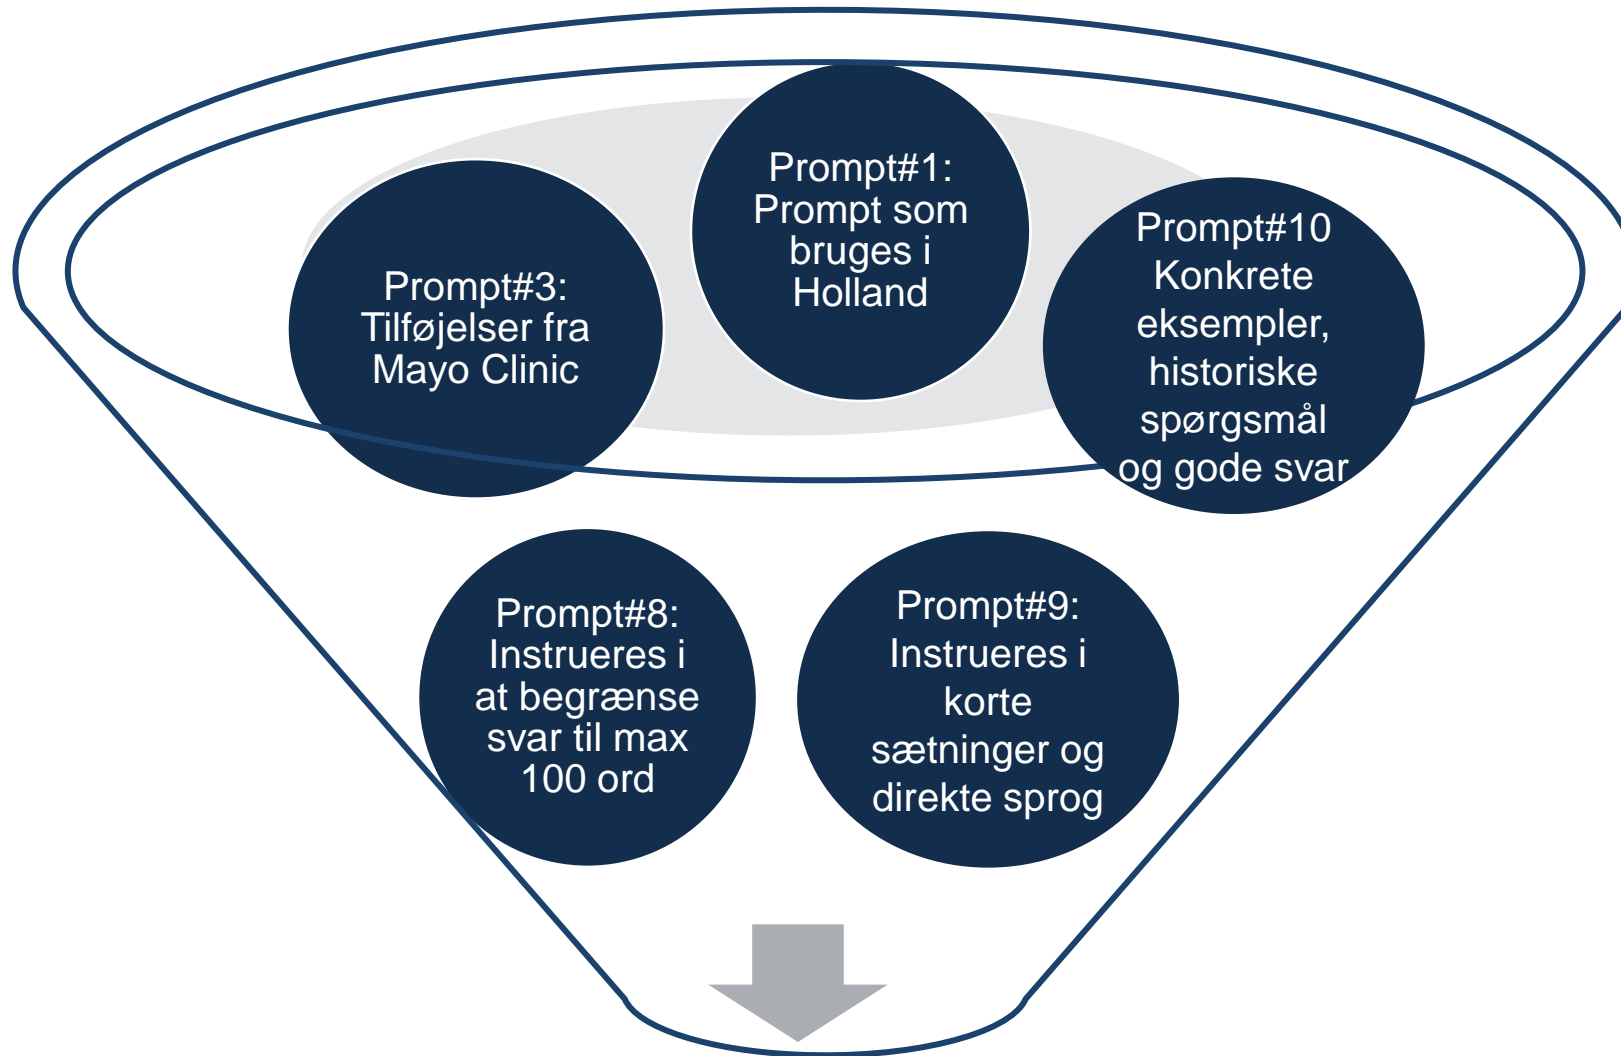 Prompt#1:
Prompt som
bruges i
Holland
Prompt#3:
Tilføjelser fra
Mayo Clinic
Prompt#10
Konkrete
eksempler,
historiske
spørgsmål
og gode svar
Prompt#8:
Instrueres i
at begrænse
svar til max
100 ord
Prompt#9:
Instrueres i
korte
sætninger og
direkte sprog